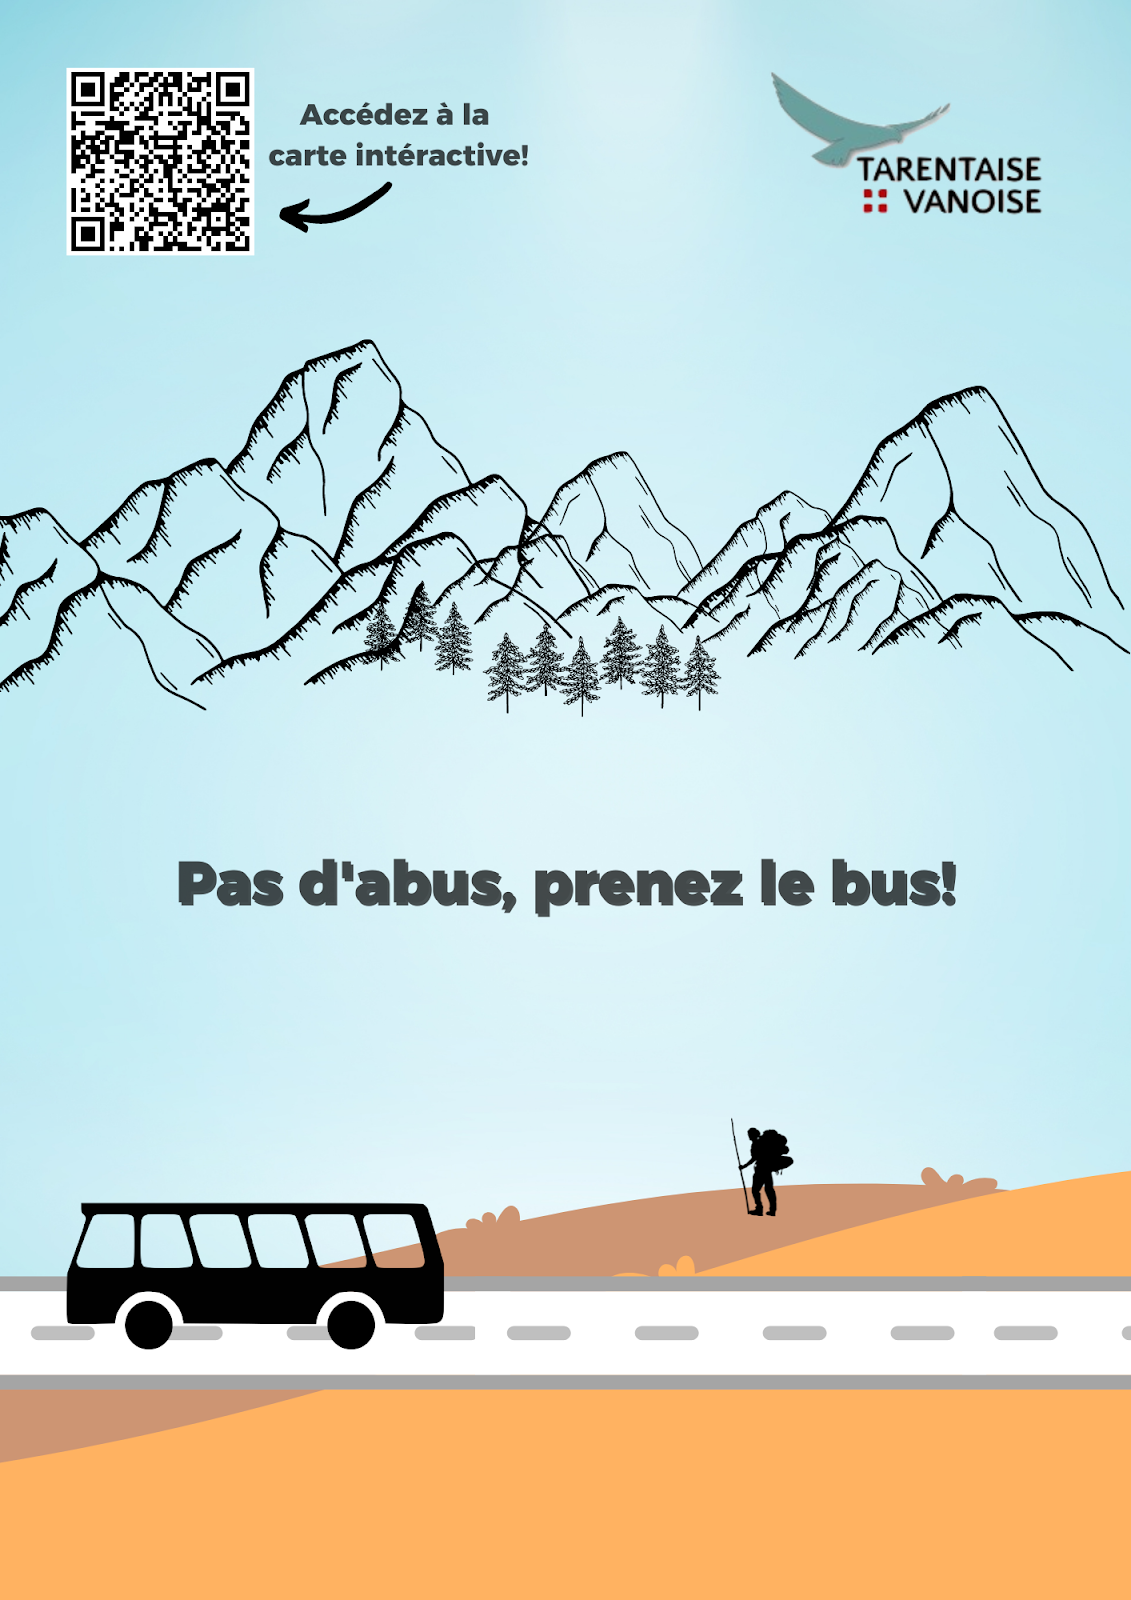 Accédez à la
carte intéractive!
TARENTAISE
VANOISE
Pas d'abus, prenez le bus!